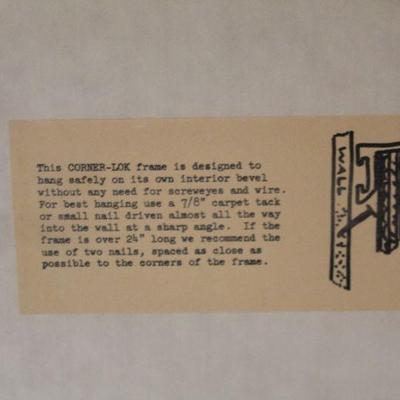 This CORNER-LOK frame is designed to
hang safely on its own interior bevel
without any need for screweyes and wire.
For best hanging use a 7/8" carpet tack
or small nail driven almost all the way
into the wall at a sharp angle. If the
frame is over 24" long we recommend the
use of two nails, spaced as close as
possible to the corners of the frame.
WALL